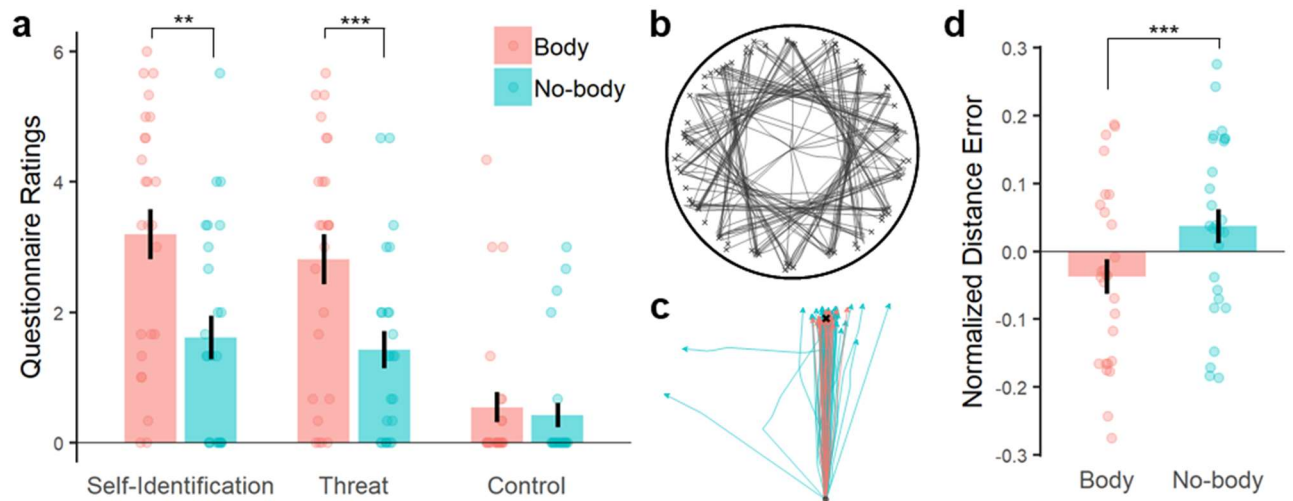 a
**
***
6
4
2
0
Questionnaire Ratings
Body
No-body
Self-Identification
Threat
Control
b
c
d
***
0.3
0.2
0.1
0.0
-0.1
-0.2
-0.3
Normalized Distance Error
Body
No-body